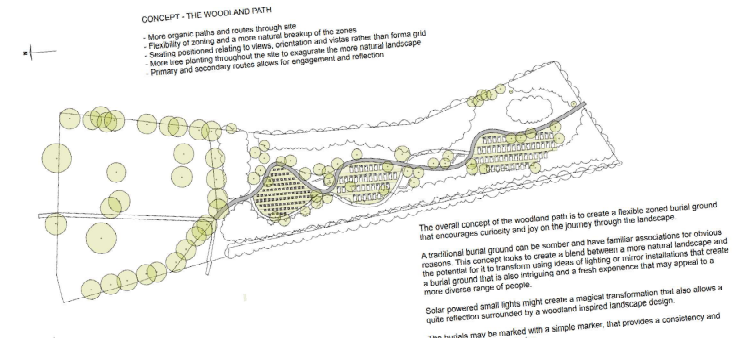 CONCEPT - THE WOODLAND PATH
- More organic paths and routes through site
- Flexibility of zoning and a more natural breakup of the zones
- Seating positioned relating to views, orientation and vistas rather than forma grid
- More tree planting throughout the site to exagurate the more natural landscape
- Primary and secondary routes allows for engagement and reflection
The overall concept of the woodland path is to create a flexible zoned burial ground
that encourages curiosity and joy on the journey through the landscape.
A traditional burial ground can be somber and have familiar associations for obvious
reasons. This concept looks to create a blend between a more natural landscape and
the potential for it to transform using ideas of lighting or mirror installations that create
a burial ground that is also intriguing and a fresh experience that may appeal to a
more diverse range of people.
Solar powered small lights might create a magical transformation that also allows a
quite reflection surrounded by a woodland inspired landscape design.
The burials may be marked with a simple marker, that provides a consistency and